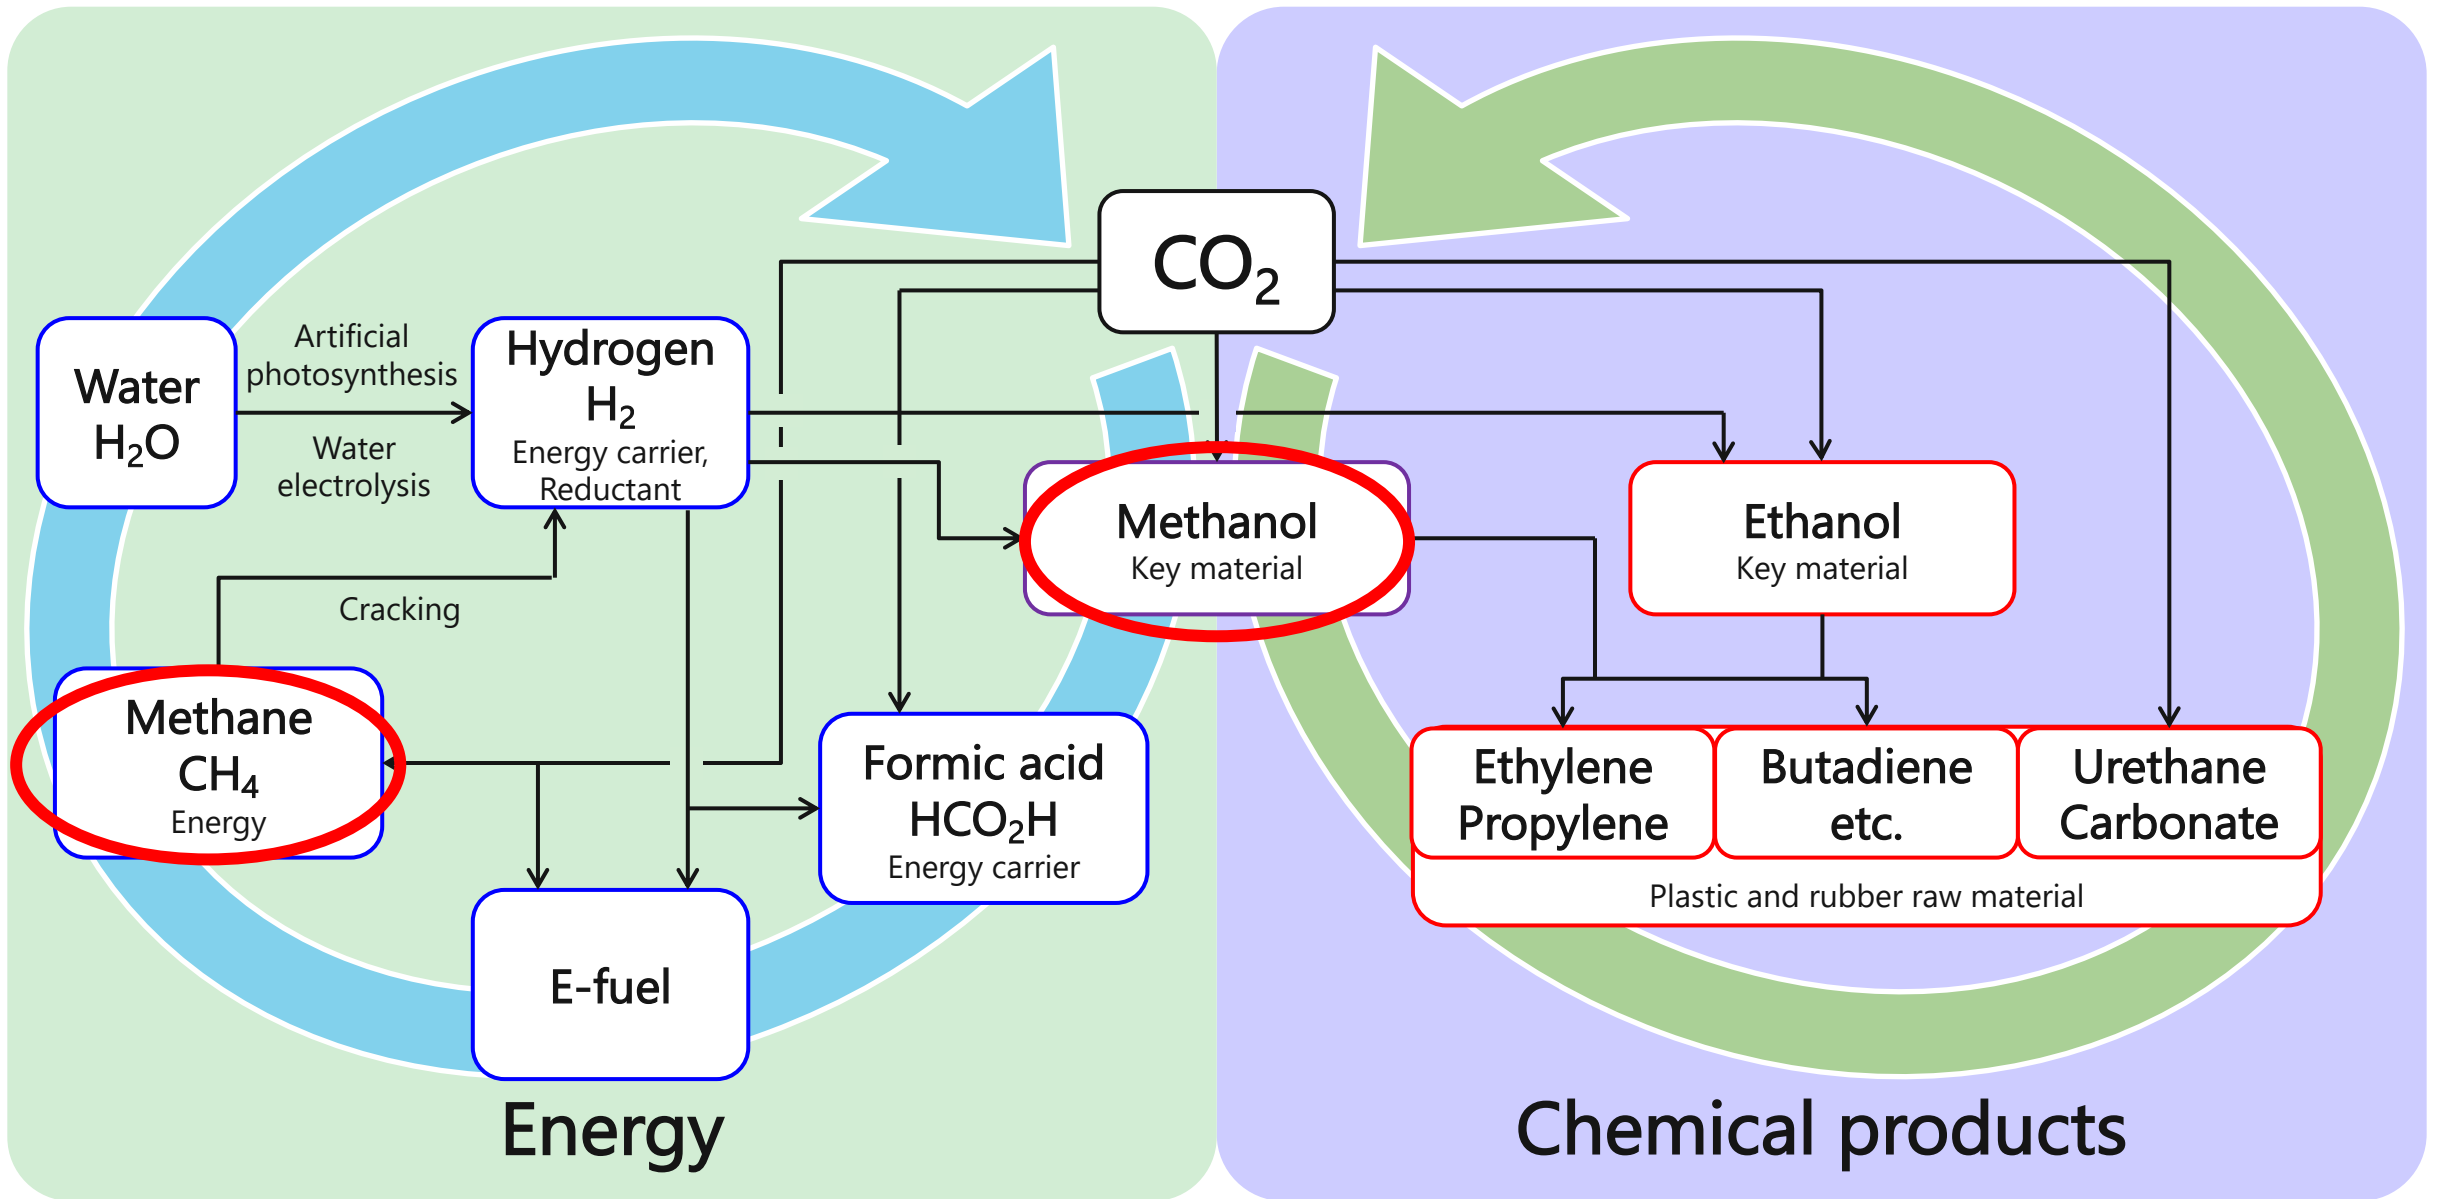 CO₂
Water
H₂O
Artificial
photosynthesis
Water
electrolysis
Hydrogen
H₂
Energy carrier,
Reductant
Methanol
Key material
Ethanol
Key material
Cracking
Methane
CH₄
Energy
Formic acid
HCO₂H
Energy carrier
E-fuel
Ethylene
Propylene
Butadiene
etc.
Urethane
Carbonate
Plastic and rubber raw material
Energy
Chemical products